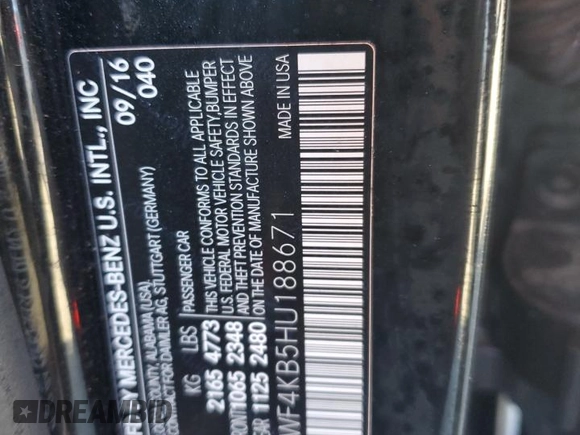 MERCEDES-BENZ U.S. INTL., INC
09/16
040
ALABAMA (USA)
FOR DAIMLER AG, STUTTGART (GERMANY)
KG LBS
2165 4773
1065 2348
1125 2480
PASSENGER CAR
THIS VEHICLE CONFORMS TO ALL APPLICABLE
U.S. FEDERAL MOTOR VEHICLE SAFETY, BUMPER
AND THEFT PREVENTION STANDARDS IN EFFECT
ON THE DATE OF MANUFACTURE SHOWN ABOVE
MADE IN USA
WF4KB5HU188671
AUTOBIDCAR